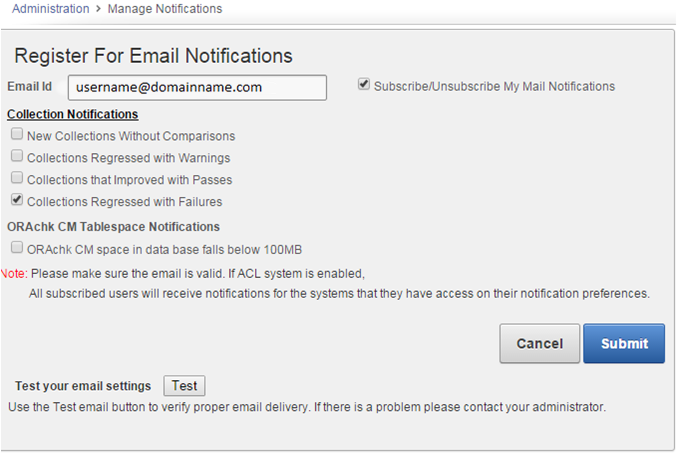 Administration > Manage Notifications
Register For Email Notifications
Email Id username@domainname.com Subscribe/Unsubscribe My Mail Notifications
Collection Notifications
New Collections Without Comparisons
Collections Regressed with Warnings
Collections that Improved with Passes
Collections Regressed with Failures
ORAchk CM Tablespace Notifications
ORAchk CM space in data base falls below 100MB
Note: Please make sure the email is valid. If ACL system is enabled,
All subscribed users will receive notifications for the systems that they have access on their notification preferences.
Cancel Submit
Test your email settings Test
Use the Test email button to verify proper email delivery. If there is a problem please contact your administrator.